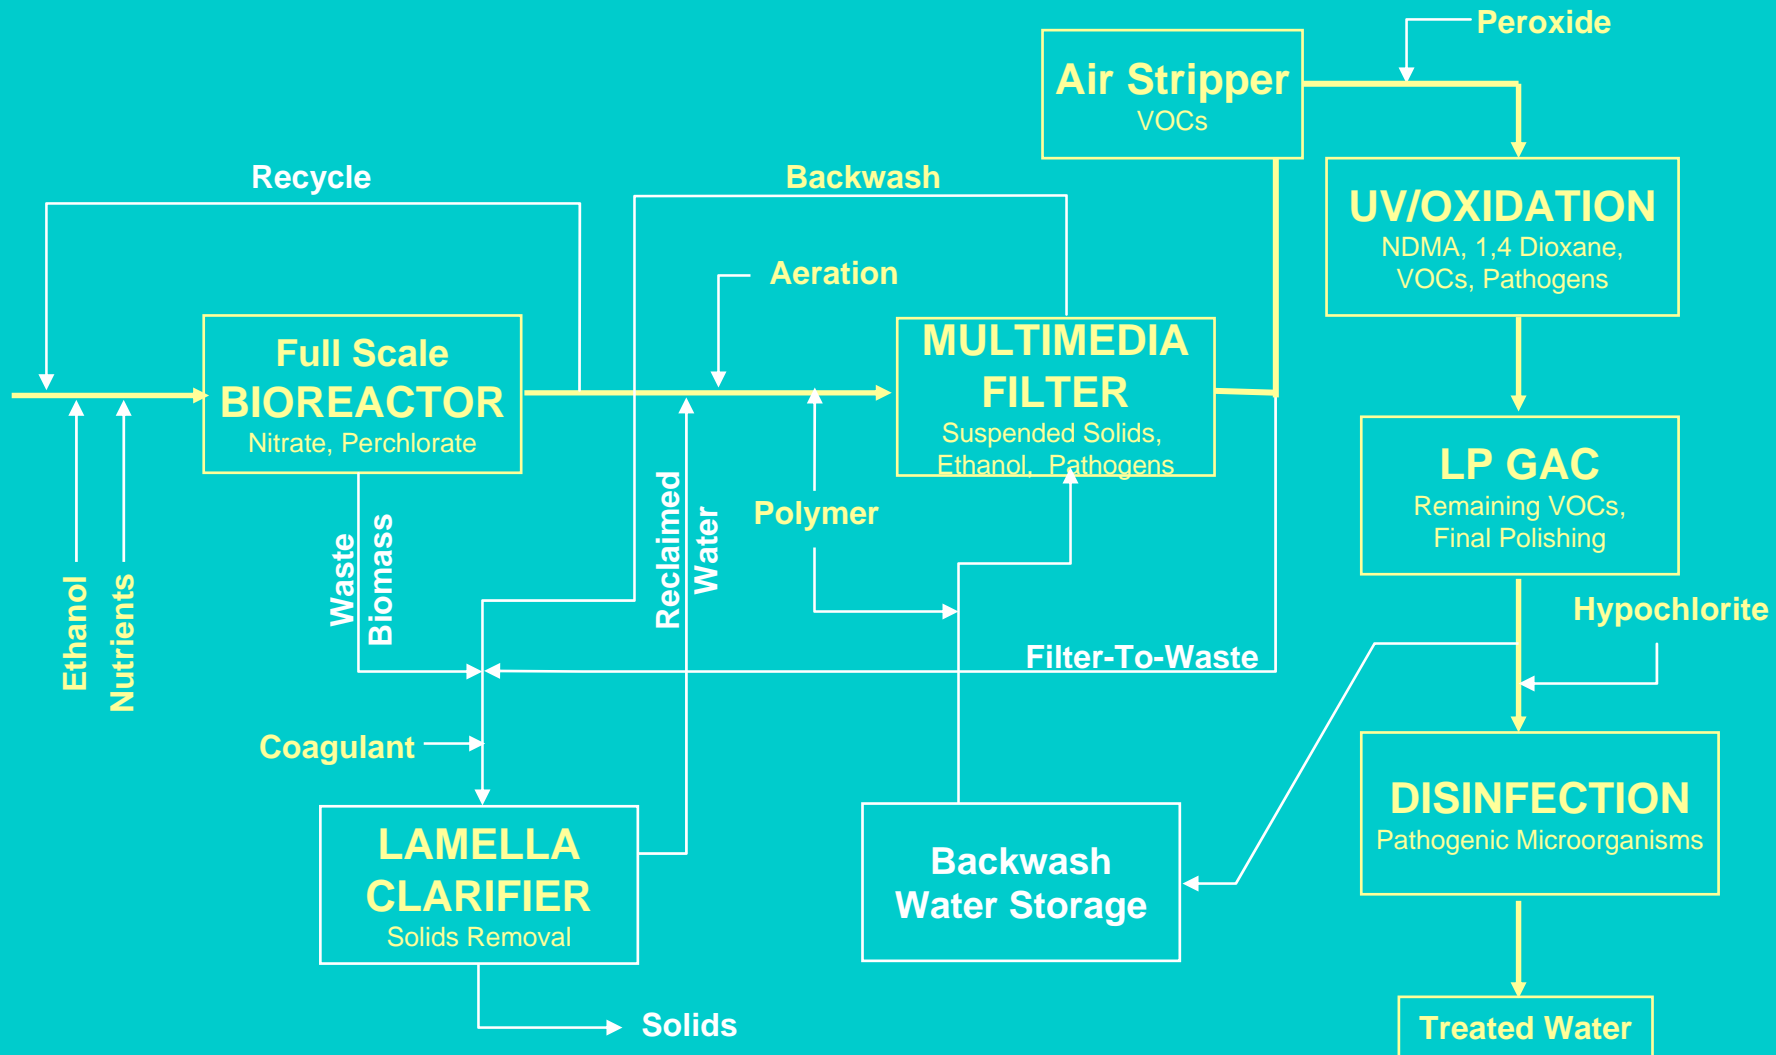 Peroxide
Air Stripper
VOCs
Recycle
Backwash
UV/OXIDATION
NDMA, 1,4 Dioxane,
VOCs, Pathogens
Aeration
Full Scale
BIOREACTOR
Nitrate, Perchlorate
MULTIMEDIA
FILTER
Suspended Solids,
Ethanol, Pathogens
LP GAC
Remaining VOCs,
Final Polishing
Polymer
Ethanol
Nutrients
Waste
Biomass
Reclaimed
Water
Hypochlorite
Filter-To-Waste
Coagulant
DISINFECTION
Pathogenic Microorganisms
LAMELLA
CLARIFIER
Solids Removal
Backwash
Water Storage
Solids
Treated Water